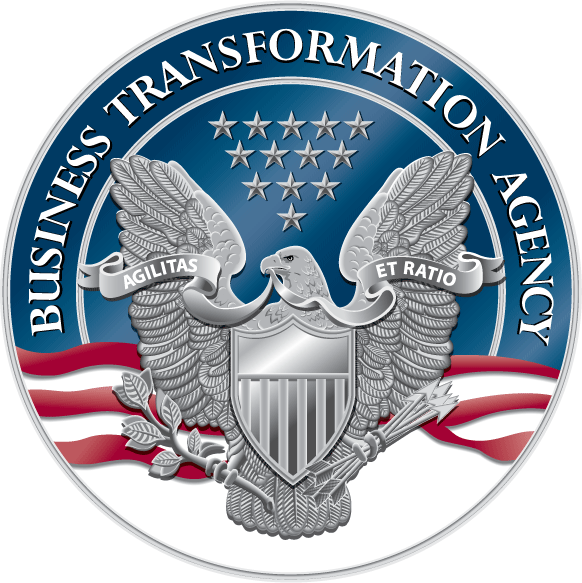 BUSINESS TRANSFORMATION AGENCY
AGILITAS
ET RATIO